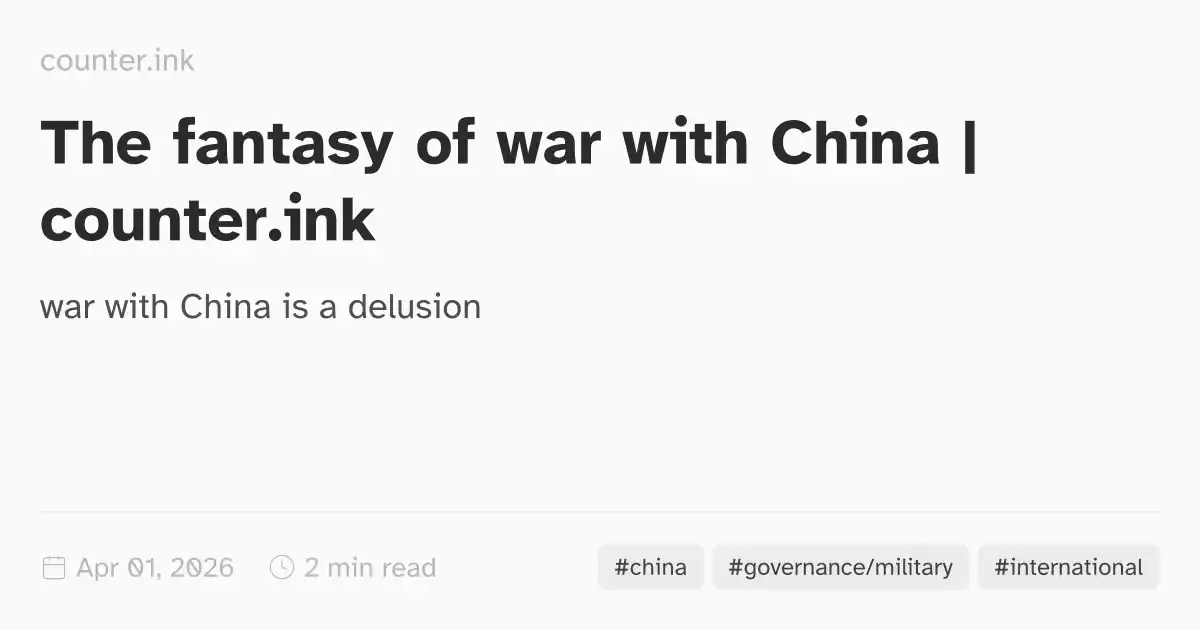 counter.ink
The fantasy of war with China |
counter.ink
war with China is a delusion
Apr 01, 2026
2 min read
#china
#governance/military
#international